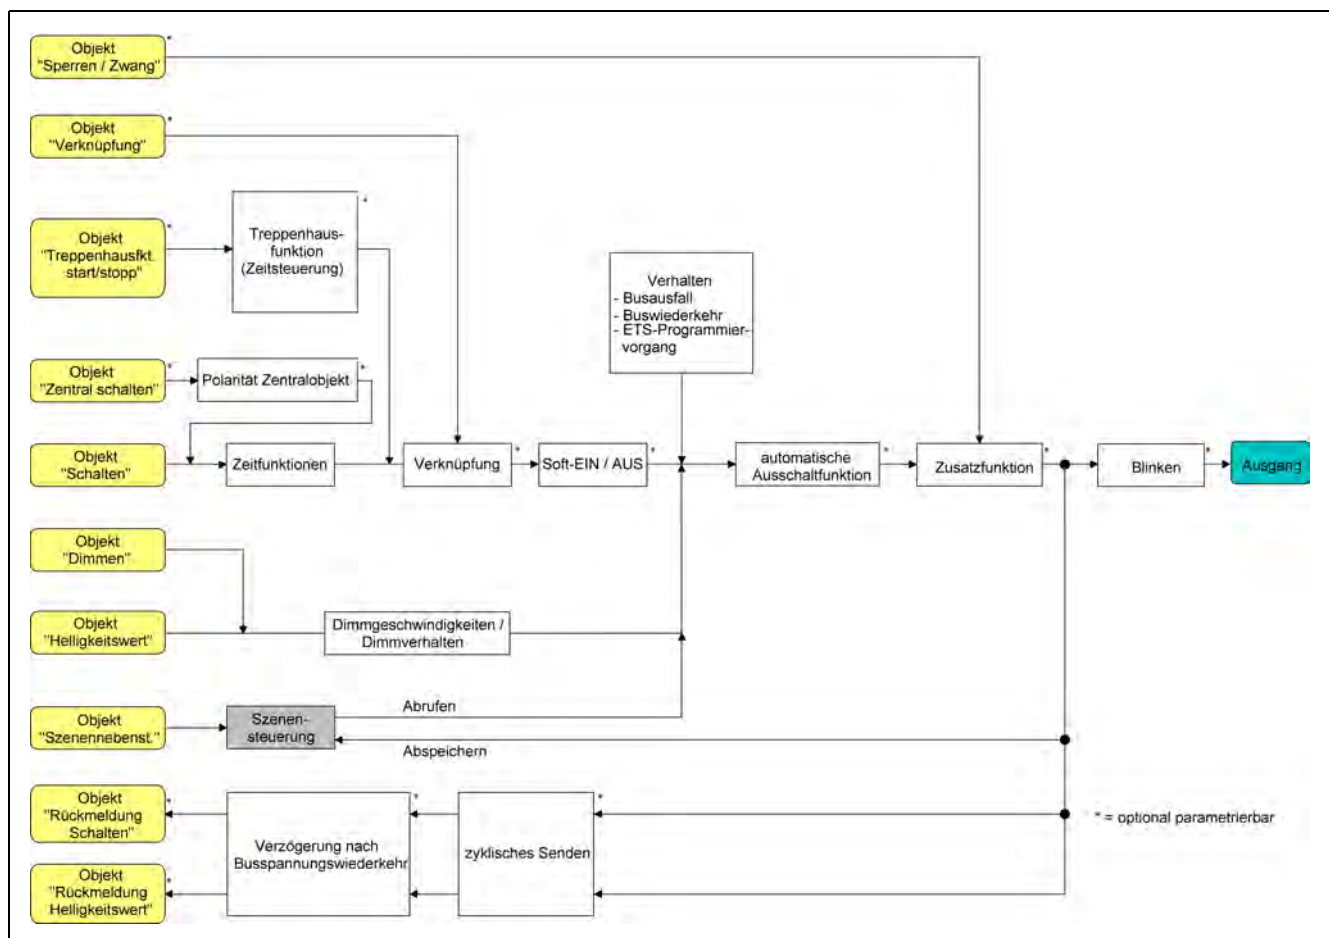 Objekt
"Sperren / Zwang"
*
Objekt
"Verknüpfung"
*
Objekt
"Treppenhausfkt.
start/stopp"
*
Treppenhaus-
funktion
(Zeitsteuerung)
*
Verhalten
- Busausfall
- Buswiederkehr
- ETS-Programmier-
vorgang
Objekt
"Zentral schalten"
*
Polarität Zentralobjekt
*
Objekt
"Schalten"
Zeitfunktionen
Verknüpfung
*
Soft-EIN / AUS
*
automatische
Ausschaltfunktion
*
Zusatzfunktion
*
Blinken
*
Ausgang
Objekt
"Dimmen"
Objekt
"Helligkeitswert"
Dimmgeschwindigkeiten /
Dimmverhalten
Objekt
"Szenennebenst."
Szenen-
steuerung
Abrufen
Abspeichern
Objekt
"Rückmeldung
Schalten"
*
Objekt
"Rückmeldung
Helligkeitswert"
*
Verzögerung nach
Busspannungswiederkehr
*
zyklisches Senden
*
* = optional parametrierbar